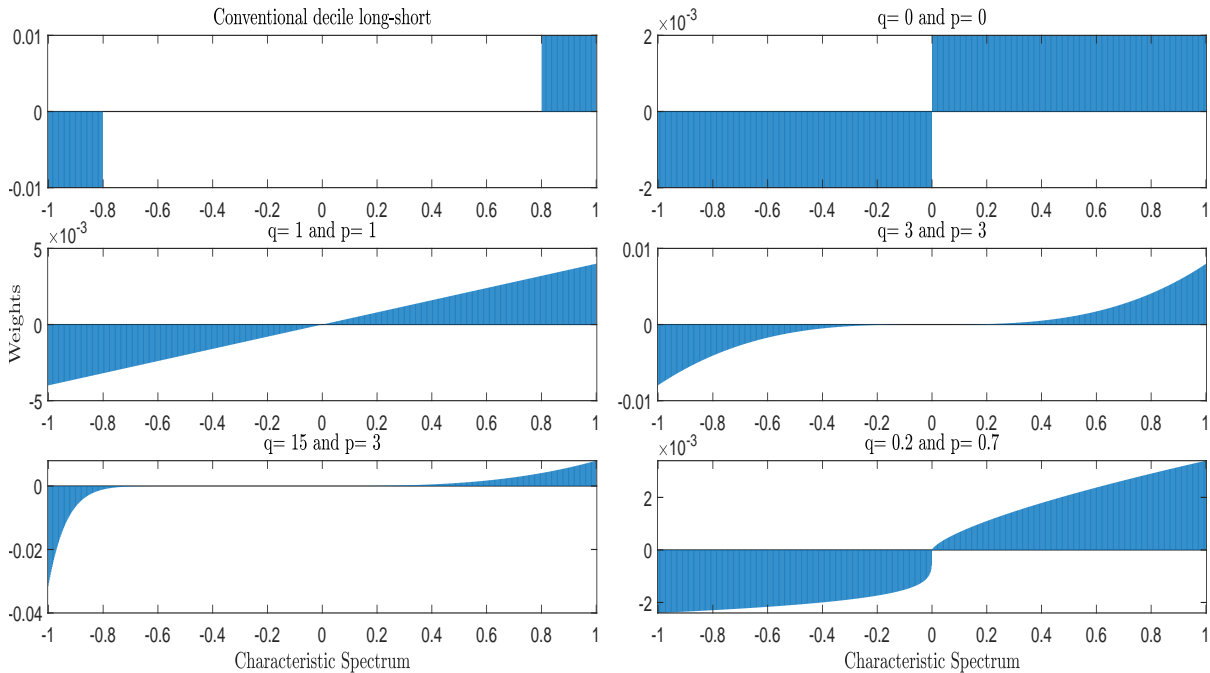 Conventional decile long-short
0.01
0
-0.01
-1 -0.8 -0.6 -0.4 -0.2 0 0.2 0.4 0.6 0.8 1
q= 0 and p= 0
×10-3
2
0
-2
-1 -0.8 -0.6 -0.4 -0.2 0 0.2 0.4 0.6 0.8 1
q= 1 and p= 1
×10-3
5
0
-5
-1 -0.8 -0.6 -0.4 -0.2 0 0.2 0.4 0.6 0.8 1
Weights
q= 3 and p= 3
0.01
0
-0.01
-1 -0.8 -0.6 -0.4 -0.2 0 0.2 0.4 0.6 0.8 1
q= 15 and p= 3
0
-0.02
-0.04
-1 -0.8 -0.6 -0.4 -0.2 0 0.2 0.4 0.6 0.8 1
Characteristic Spectrum
q= 0.2 and p= 0.7
×10-3
2
0
-2
-1 -0.8 -0.6 -0.4 -0.2 0 0.2 0.4 0.6 0.8 1
Characteristic Spectrum